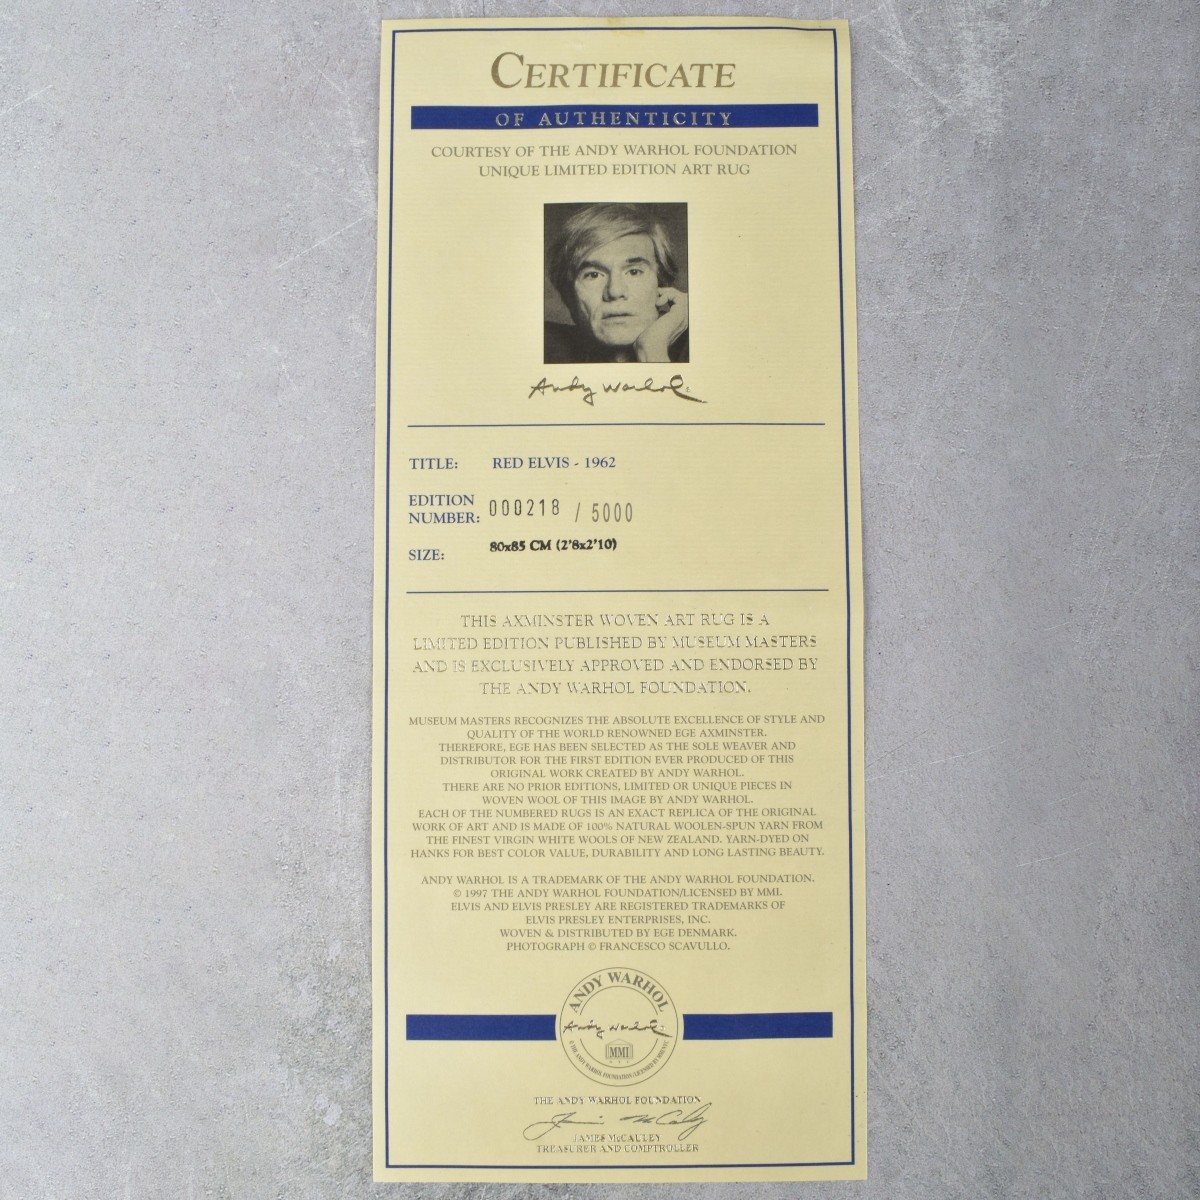 CERTIFICATE
OF AUTHENTICITY
COURTESY OF THE ANDY WARHOL FOUNDATION
UNIQUE LIMITED EDITION ART RUG
Andy Warhol
TITLE: RED ELVIS - 1962
EDITION
NUMBER: 000218 / 5000
SIZE: 80x85 CM (2'8x2'10)
THIS AXMINSTER WOVEN ART RUG IS A
LIMITED EDITION PUBLISHED BY MUSEUM MASTERS
AND IS EXCLUSIVELY APPROVED AND ENDORSED BY
THE ANDY WARHOL FOUNDATION.
MUSEUM MASTERS RECOGNIZES THE ABSOLUTE EXCELLENCE OF STYLE AND
QUALITY OF THE WORLD RENOWNED EGE AXMINSTER.
THEREFORE, EGE HAS BEEN SELECTED AS THE SOLE WEAVER AND
DISTRIBUTOR FOR THE FIRST EDITION EVER PRODUCED OF THIS
ORIGINAL WORK CREATED BY ANDY WARHOL.
THERE ARE NO PRIOR EDITIONS, LIMITED OR UNIQUE PIECES IN
WOVEN WOOL OF THIS IMAGE BY ANDY WARHOL.
EACH OF THE NUMBERED RUGS IS AN EXACT REPLICA OF THE ORIGINAL
WORK OF ART AND IS MADE OF 100% NATURAL WOOLEN-SPUN YARN FROM
THE FINEST VIRGIN WHITE WOOLS OF NEW ZEALAND. YARN-DYED ON
HANKS FOR BEST COLOR VALUE, DURABILITY AND LONG LASTING BEAUTY.
ANDY WARHOL IS A TRADEMARK OF THE ANDY WARHOL FOUNDATION.
© 1997 THE ANDY WARHOL FOUNDATION/LICENSED BY MMI.
ELVIS AND ELVIS PRESLEY ARE REGISTERED TRADEMARKS OF
ELVIS PRESLEY ENTERPRISES, INC.
WOVEN & DISTRIBUTED BY EGE DENMARK.
PHOTOGRAPH © FRANCESCO SCAVULLO.
ANDY WARHOL
Andy Warhol
MMI
THE ANDY WARHOL FOUNDATION/LICENSED BY
THE ANDY WARHOL FOUNDATION
James McCauley
JAMES McCAULEY
TREASURER AND COMPTROLLER